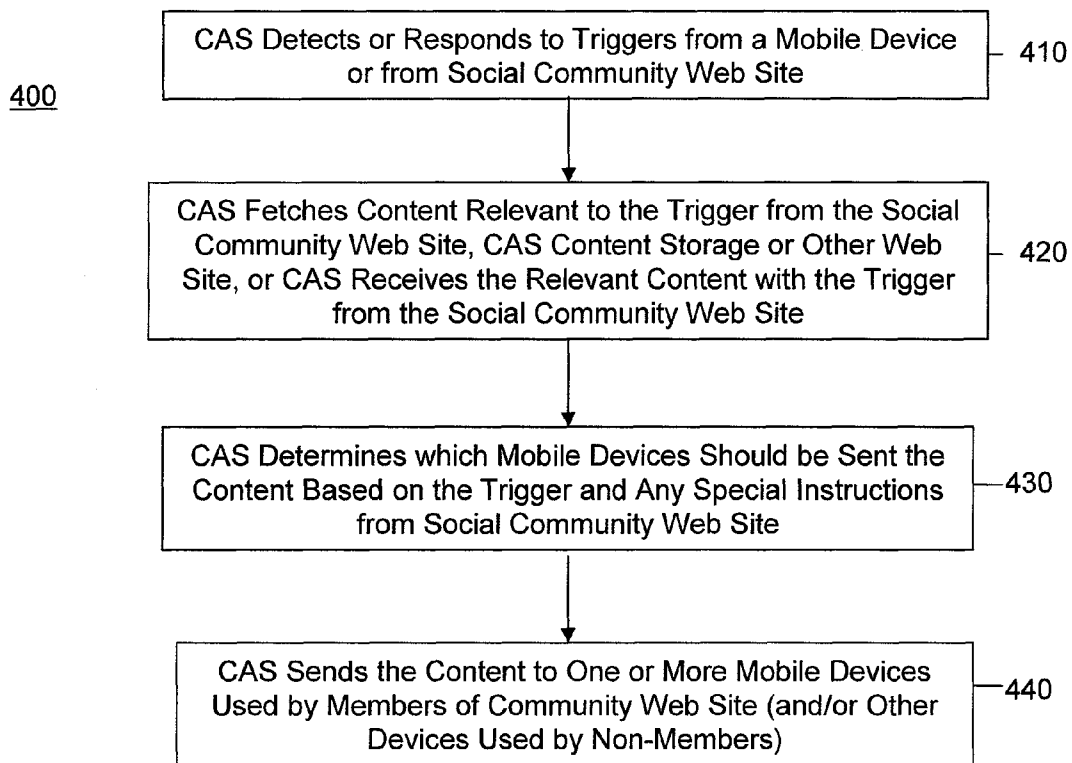 400
CAS Detects or Responds to Triggers from a Mobile Device
or from Social Community Web Site
410
CAS Fetches Content Relevant to the Trigger from the Social
Community Web Site, CAS Content Storage or Other Web
Site, or CAS Receives the Relevant Content with the Trigger
from the Social Community Web Site
420
CAS Determines which Mobile Devices Should be Sent the
Content Based on the Trigger and Any Special Instructions
from Social Community Web Site
430
CAS Sends the Content to One or More Mobile Devices
Used by Members of Community Web Site (and/or Other
Devices Used by Non-Members)
440